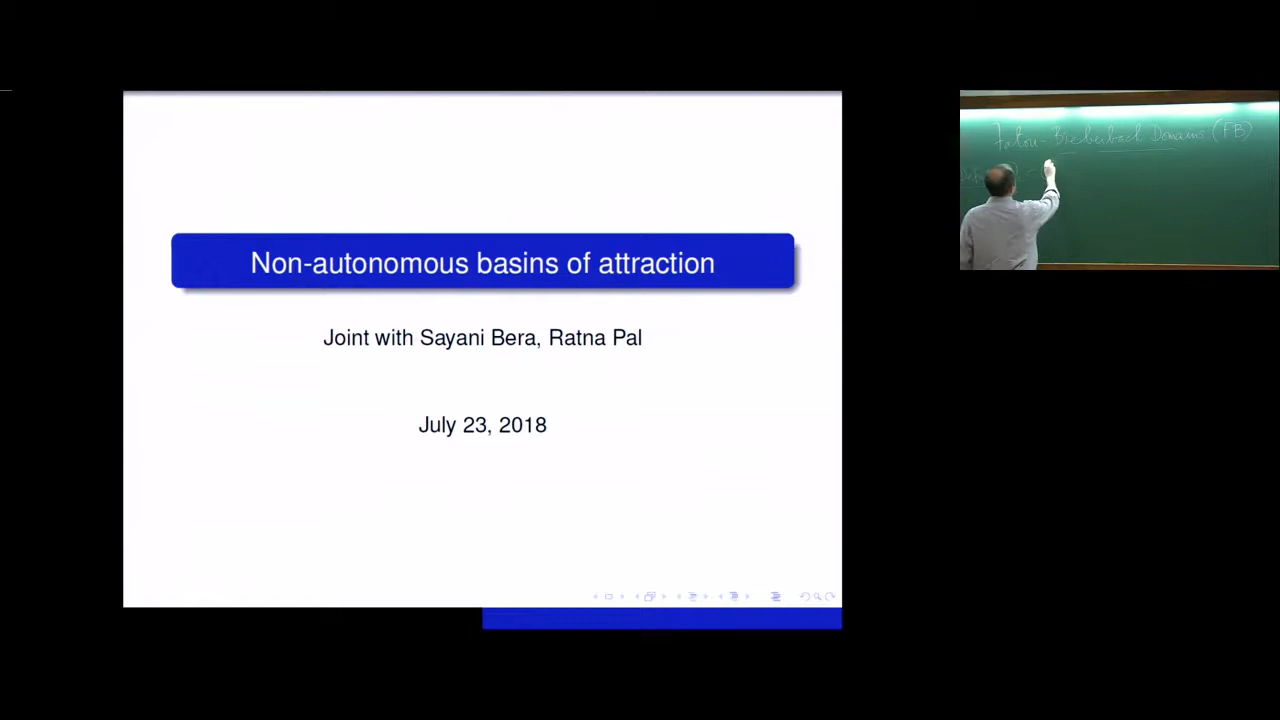 Non-autonomous basins of attraction
Joint with Sayani Bera, Ratna Pal
July 23, 2018
Fatou-Bieberbach Domains (FB)